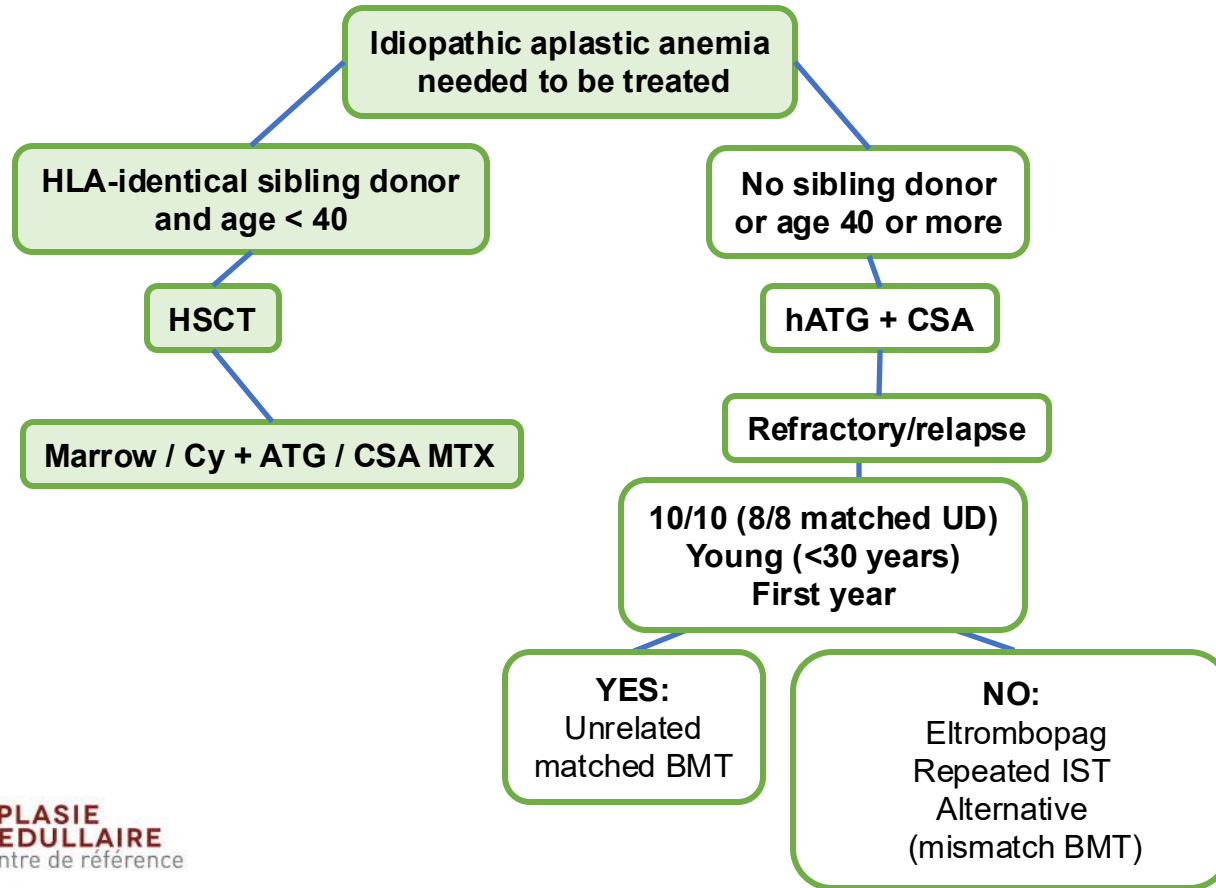 Idiopathic aplastic anemia
needed to be treated
HLA-identical sibling donor
and age < 40
No sibling donor
or age 40 or more
HSCT
hATG + CSA
Marrow / Cy + ATG / CSA MTX
Refractory/relapse
10/10 (8/8 matched UD)
Young (<30 years)
First year
YES:
Unrelated
matched BMT
NO:
Eltrombopag
Repeated IST
Alternative
(mismatch BMT)
PLASIE
EDULLAIRE
ntre de référence